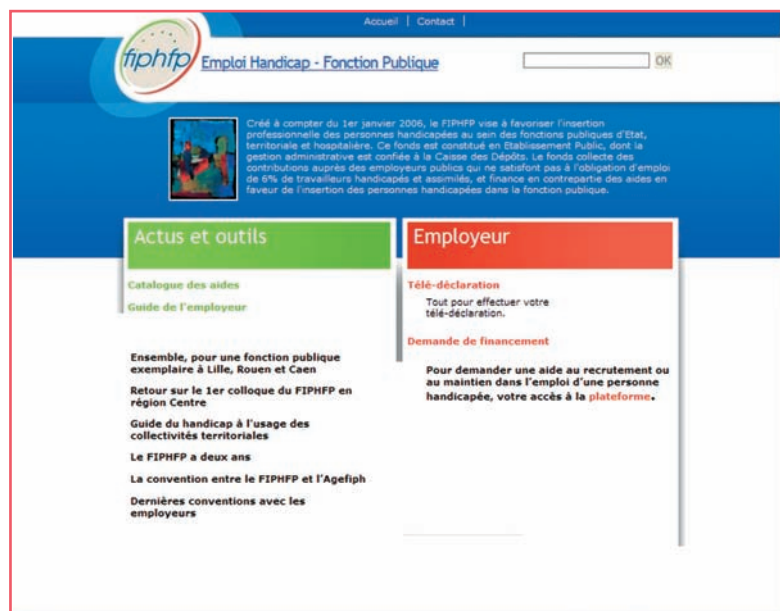 Accueil | Contact |
fiphfp
Emploi Handicap - Fonction Publique
OK
Créé à compter du 1er janvier 2006, le FIPHFP vise à favoriser l'insertion
professionnelle des personnes handicapées au sein des fonctions publiques d'Etat,
territoriale et hospitalière. Ce fonds est constitué en Etablissement Public, dont la
gestion administrative est confiée à la Caisse des Dépôts. Le fonds collecte des
contributions auprès des employeurs publics qui ne satisfont pas à l'obligation d'emploi
de 6% de travailleurs handicapés et assimilés, et finance en contrepartie des aides en
faveur de l'insertion des personnes handicapées dans la fonction publique.
Actus et outils
Catalogue des aides
Guide de l'employeur
Ensemble, pour une fonction publique
exemplaire à Lille, Rouen et Caen
Retour sur le 1er colloque du FIPHFP en
région Centre
Guide du handicap à l'usage des
collectivités territoriales
Le FIPHFP a deux ans
La convention entre le FIPHFP et l'Agefiph
Dernières conventions avec les
employeurs
Employeur
Télé-déclaration
Tout pour effectuer votre
télé-déclaration.
Demande de financement
Pour demander une aide au recrutement ou
au maintien dans l'emploi d'une personne
handicapée, votre accès à la plateforme.